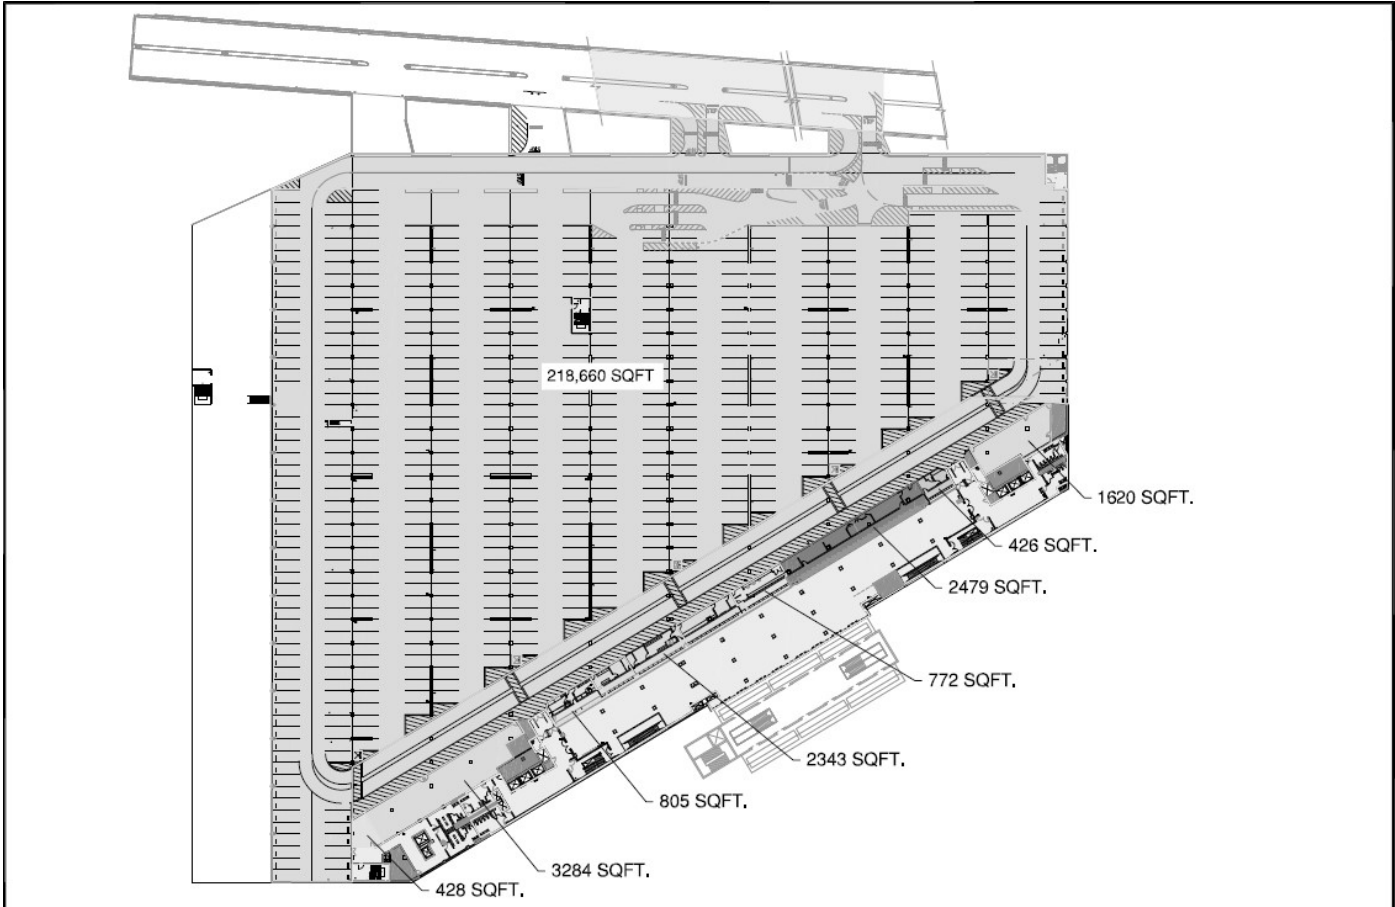 218,660 SQFT
1620 SQFT.
426 SQFT.
2479 SQFT.
772 SQFT.
2343 SQFT.
805 SQFT.
3284 SQFT.
428 SQFT.